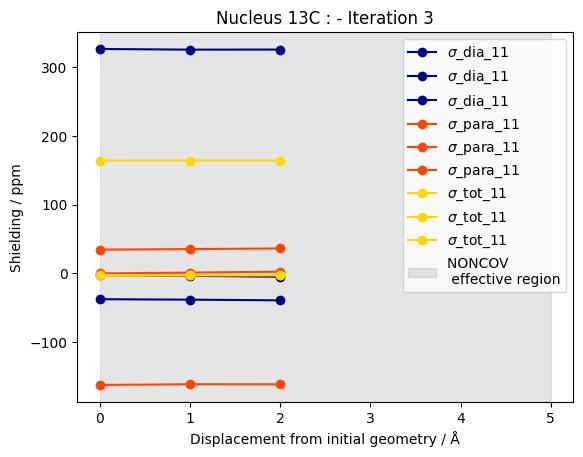 Nucleus 13C : - Iteration 3
Shielding / ppm
300
200
100
0
−100
σ_dia_11
σ_dia_11
σ_dia_11
σ_para_11
σ_para_11
σ_para_11
σ_tot_11
σ_tot_11
σ_tot_11
NONCOV
effective region
0 1 2 3 4 5
Displacement from initial geometry / Å